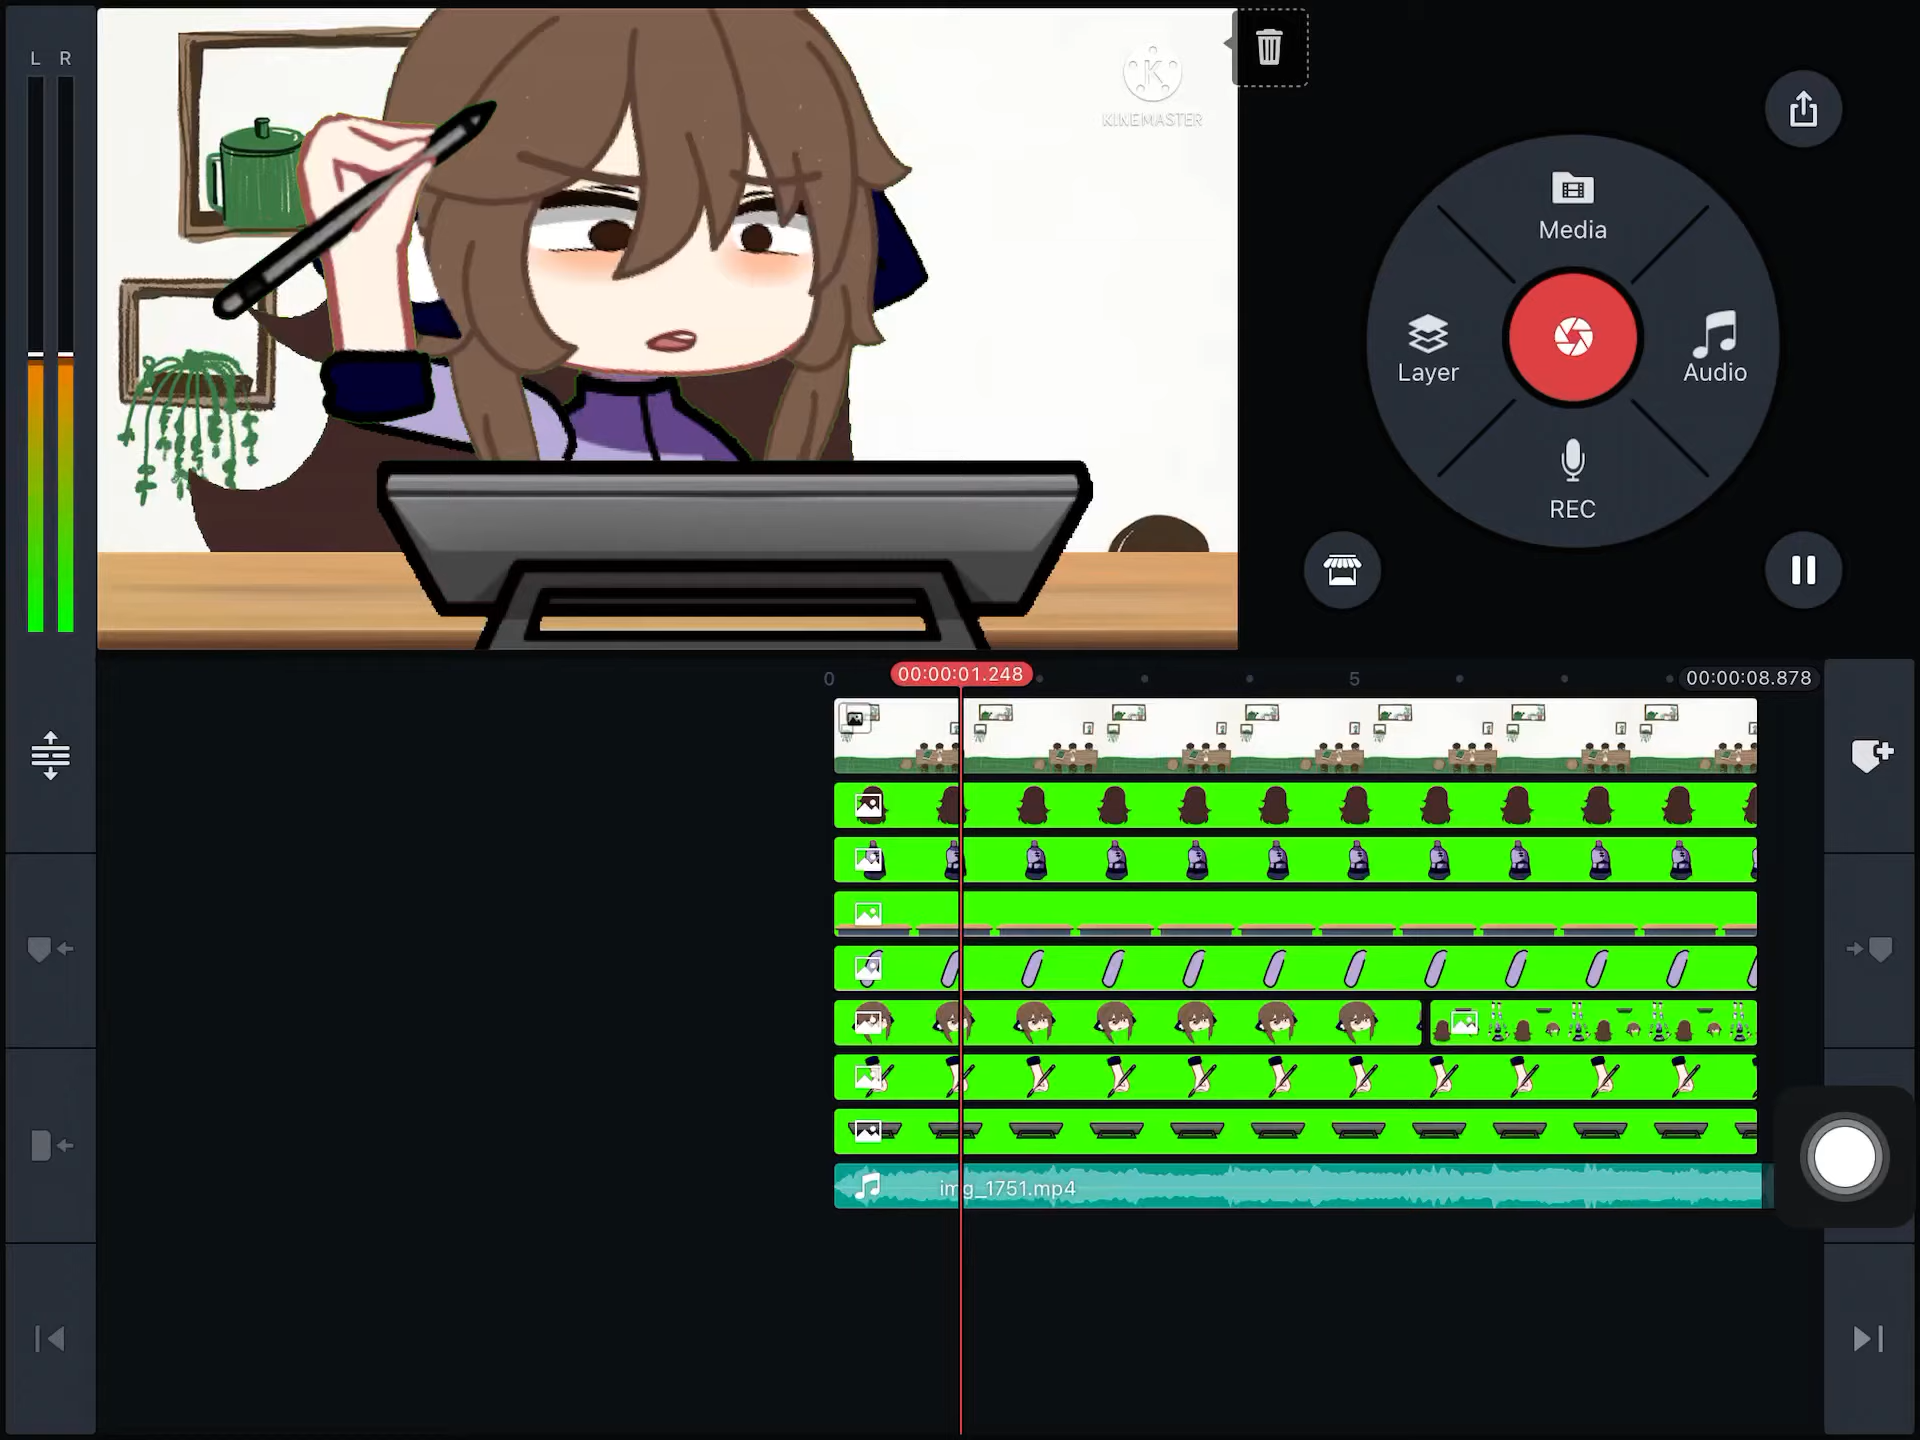 L R
KINEMASTER
Media
Layer
Audio
REC
0
00:00:01.248
5
00:00:08.878
img_1751.mp4